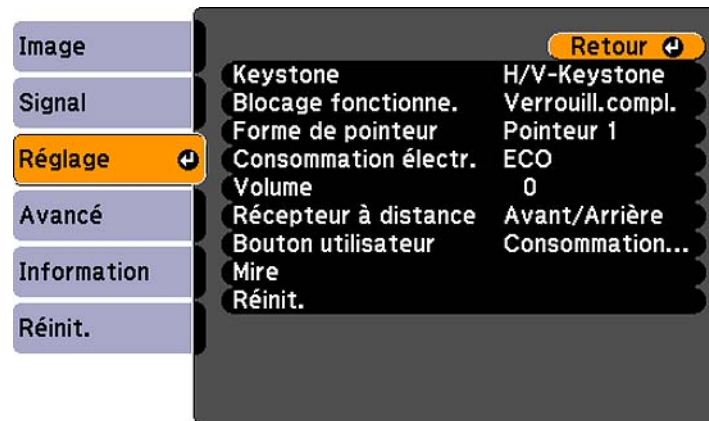 Image
Signal
Réglage
Avancé
Information
Réinit.
Retour
Keystone H/V-Keystone
Blocage fonctionne. Verrouill.compl.
Forme de pointeur Pointeur 1
Consommation électr. ECO
Volume 0
Récepteur à distance Avant/Arrière
Bouton utilisateur Consommation...
Mire
Réinit.